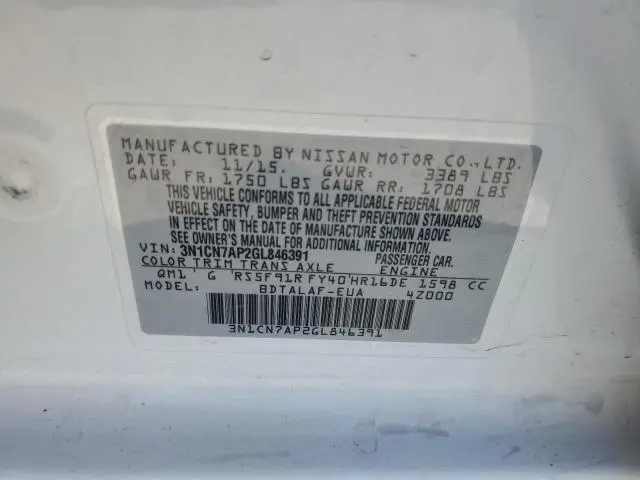 MANUFACTURED BY NISSAN MOTOR CO.,LTD.
DATE: 11/15. GVWR: 3389 LBS
GAWR FR: 1750 LBS GAWR RR: 1708 LBS
THIS VEHICLE CONFORMS TO ALL APPLICABLE FEDERAL MOTOR
VEHICLE SAFETY, BUMPER AND THEFT PREVENTION STANDARDS
IN EFFECT ON THE DATE OF MANUFACTURE SHOWN ABOVE.
SEE OWNER'S MANUAL FOR ADDITIONAL INFORMATION.
VIN: 3N1CN7AP2GL846391 PASSENGER CAR.
COLOR TRIM TRANS AXLE ENGINE
QM1' G 'RS5F91R FY40'HR16DE 1598 CC
MODEL: BDTALAF-EUA 4Z000
3N1CN7AP2GL846391